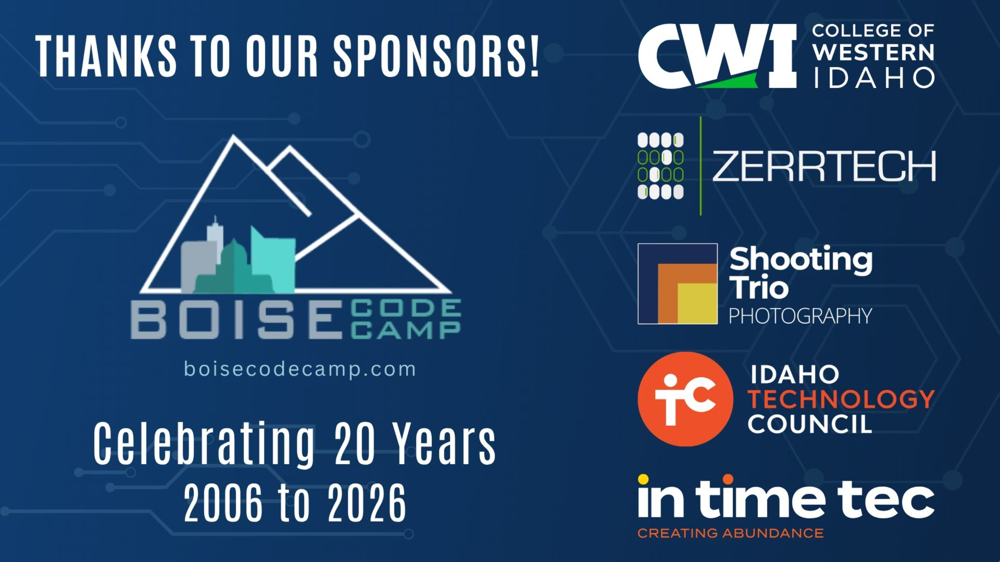 THANKS TO OUR SPONSORS!
BOISE CODE
CAMP
boisecodecamp.com
Celebrating 20 Years
2006 to 2026
CWI COLLEGE OF
WESTERN
IDAHO
ZERRTECH
Shooting
Trio
PHOTOGRAPHY
iTC
IDAHO
TECHNOLOGY
COUNCIL
in time tec
CREATING ABUNDANCE